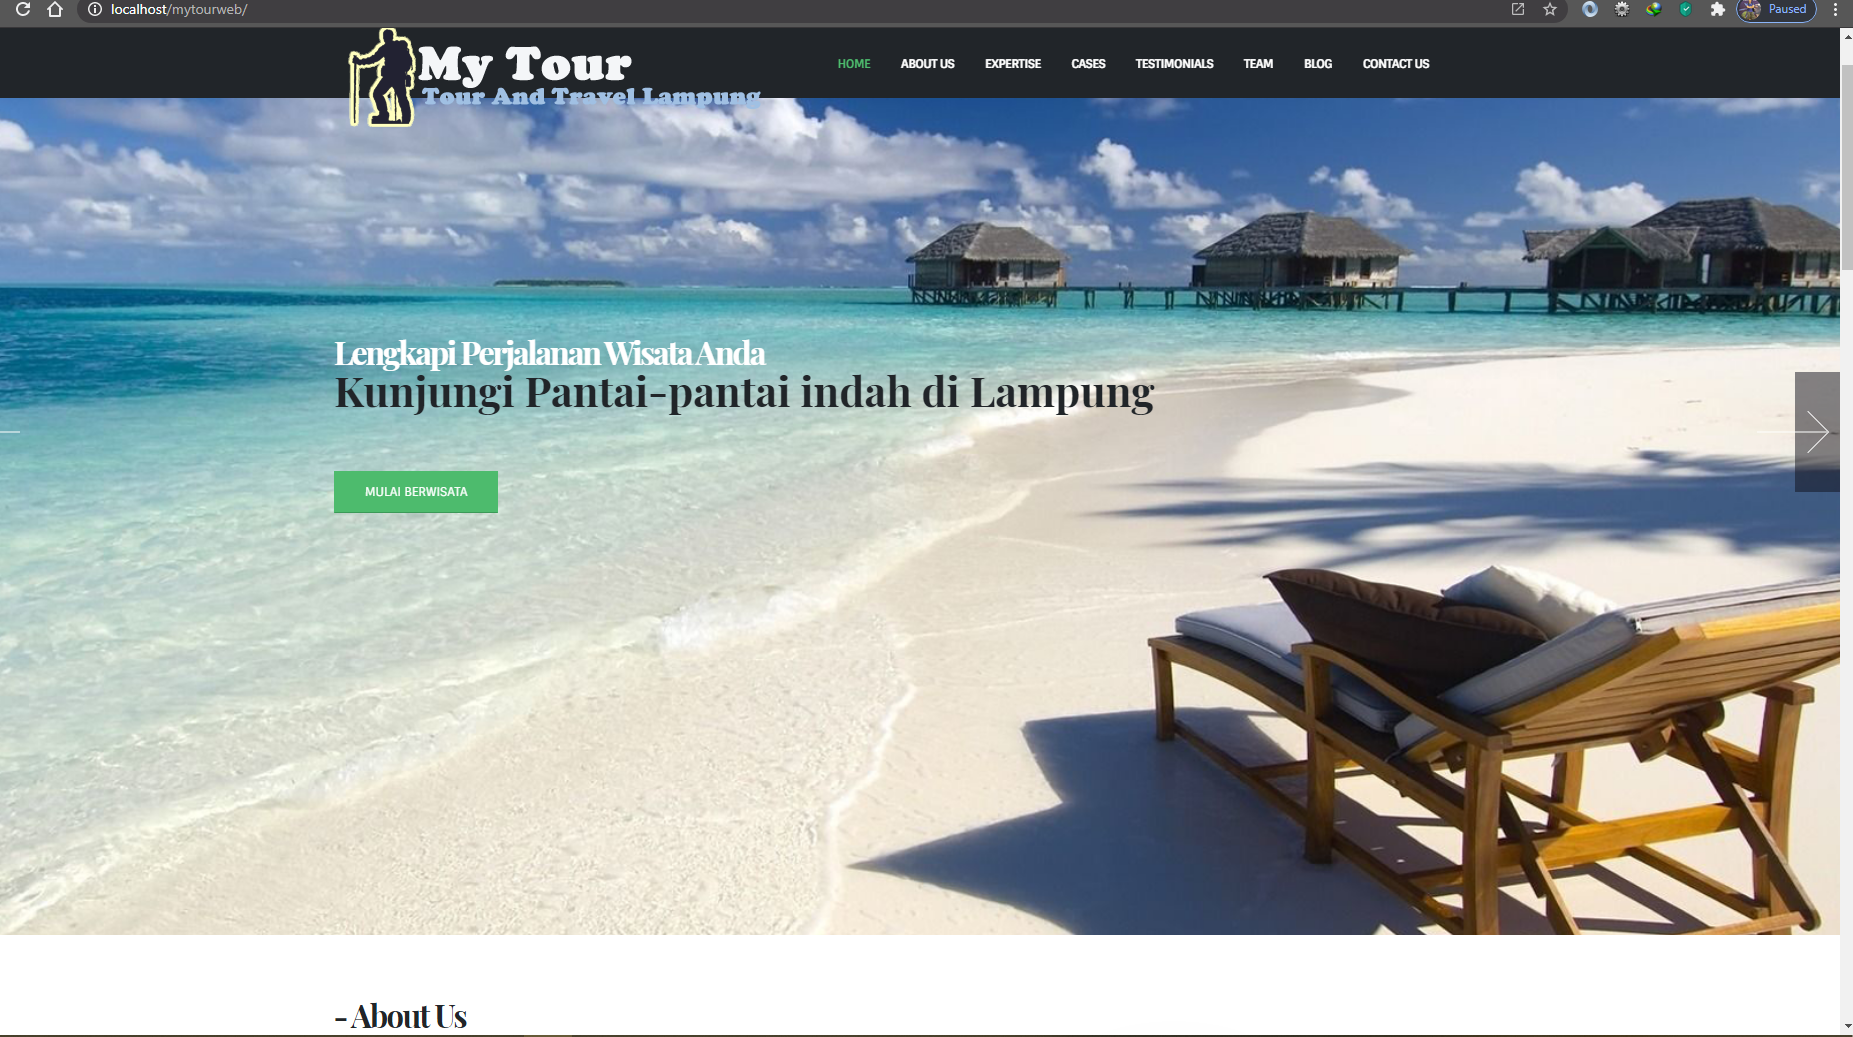 localhost/mytourweb/
Paused
My Tour
Tour And Travel Lampung
HOME ABOUT US EXPERTISE CASES TESTIMONIALS TEAM BLOG CONTACT US
Lengkapi Perjalanan Wisata Anda
Kunjungi Pantai-pantai indah di Lampung
MULAI BERWISATA
- About Us